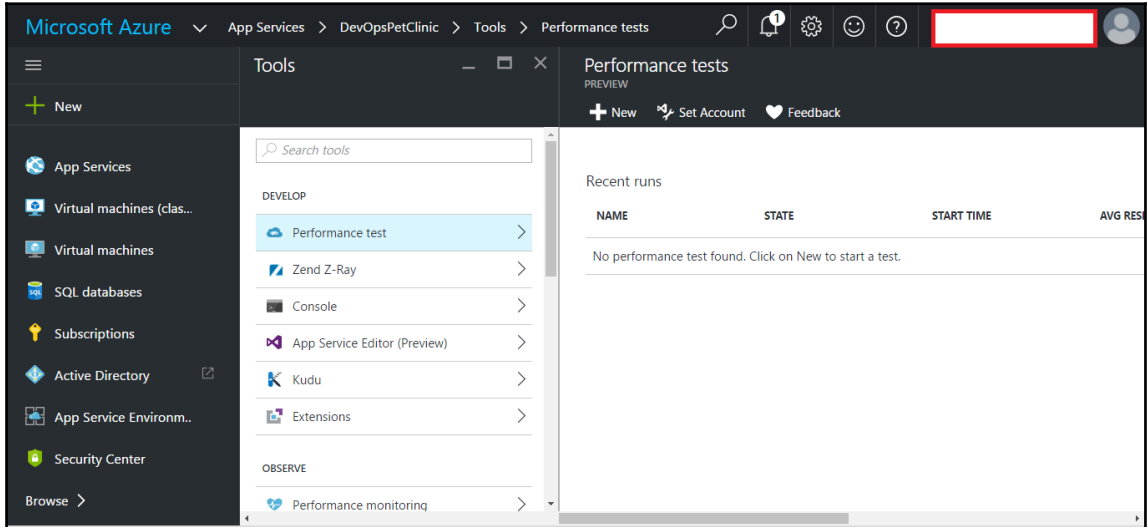 Microsoft Azure App Services > DevOpsPetClinic > Tools > Performance tests 1
Tools
Performance tests
PREVIEW
New
New Set Account Feedback
Search tools
App Services
Virtual machines (clas...
Virtual machines
SQL databases
Subscriptions
Active Directory
App Service Environm..
Security Center
Browse >
DEVELOP
Performance test
Zend Z-Ray
Console
App Service Editor (Preview)
Kudu
Extensions
OBSERVE
Performance monitoring
Recent runs
NAME STATE START TIME AVG RESI
No performance test found. Click on New to start a test.